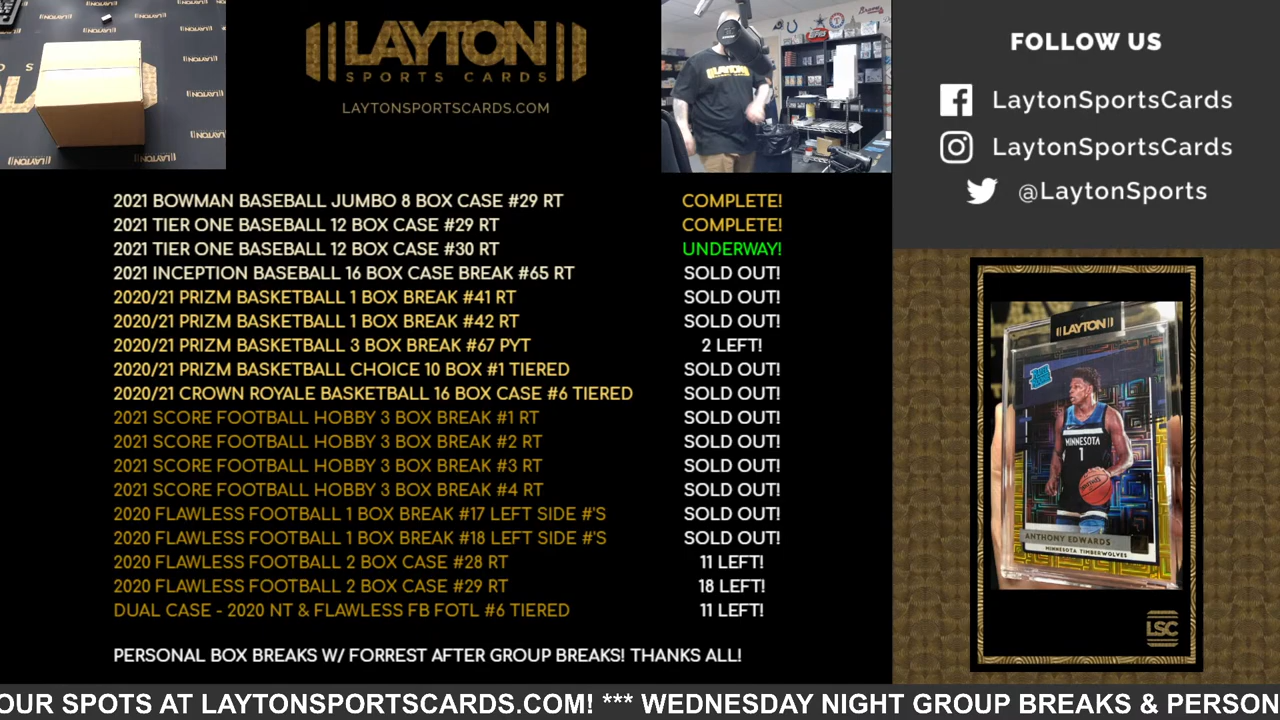 LAYTON
SPORTS CARDS
LAYTONSPORTSCARDS.COM
FOLLOW US
LaytonSportsCards
LaytonSportsCards
@LaytonSports
2021 BOWMAN BASEBALL JUMBO 8 BOX CASE #29 RT COMPLETE!
2021 TIER ONE BASEBALL 12 BOX CASE #29 RT COMPLETE!
2021 TIER ONE BASEBALL 12 BOX CASE #30 RT UNDERWAY!
2021 INCEPTION BASEBALL 16 BOX CASE BREAK #65 RT SOLD OUT!
2020/21 PRIZM BASKETBALL 1 BOX BREAK #41 RT SOLD OUT!
2020/21 PRIZM BASKETBALL 1 BOX BREAK #42 RT SOLD OUT!
2020/21 PRIZM BASKETBALL 3 BOX BREAK #67 PYT 2 LEFT!
2020/21 PRIZM BASKETBALL CHOICE 10 BOX #1 TIERED SOLD OUT!
2020/21 CROWN ROYALE BASKETBALL 16 BOX CASE #6 TIERED SOLD OUT!
2021 SCORE FOOTBALL HOBBY 3 BOX BREAK #1 RT SOLD OUT!
2021 SCORE FOOTBALL HOBBY 3 BOX BREAK #2 RT SOLD OUT!
2021 SCORE FOOTBALL HOBBY 3 BOX BREAK #3 RT SOLD OUT!
2021 SCORE FOOTBALL HOBBY 3 BOX BREAK #4 RT SOLD OUT!
2020 FLAWLESS FOOTBALL 1 BOX BREAK #17 LEFT SIDE #'S SOLD OUT!
2020 FLAWLESS FOOTBALL 1 BOX BREAK #18 LEFT SIDE #'S SOLD OUT!
2020 FLAWLESS FOOTBALL 2 BOX CASE #28 RT 11 LEFT!
2020 FLAWLESS FOOTBALL 2 BOX CASE #29 RT 18 LEFT!
DUAL CASE - 2020 NT & FLAWLESS FB FOTL #6 TIERED 11 LEFT!
PERSONAL BOX BREAKS W/ FORREST AFTER GROUP BREAKS! THANKS ALL!
LAYTON
MINNESOTA
1
ANTHONY EDWARDS
MINNESOTA TIMBERWOLVES
LSC
OUR SPOTS AT LAYTONSPORTSCARDS.COM! *** WEDNESDAY NIGHT GROUP BREAKS & PERSON